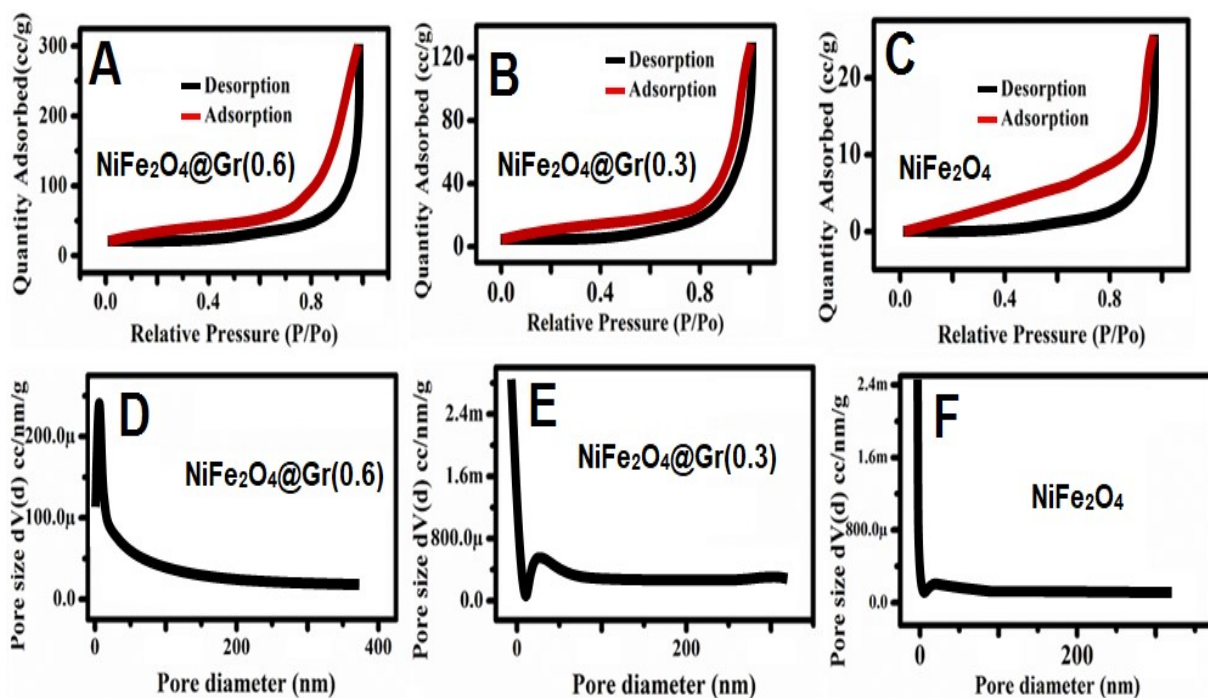 A
Quantity Adsorbed(cc/g)
300
200
100
0
Desorption
Adsorption
NiFe2O4@Gr(0.6)
0.0 0.4 0.8
Relative Pressure (P/Po)
B
Quantity Adsorbed (cc/g)
120
80
40
0
Desorption
Adsorption
NiFe2O4@Gr(0.3)
0.0 0.4 0.8
Relative Pressure (P/Po)
C
Quantity Adsorbed (cc/g)
20
10
0
Desorption
Adsorption
NiFe2O4
0.0 0.4 0.8
Relative Pressure (P/Po)
D
Pore size dV(d) cc/nm/g
200.0µ
100.0µ
0.0
NiFe2O4@Gr(0.6)
0 200 400
Pore diameter (nm)
E
Pore size dV(d) cc/nm/g
2.4m
1.6m
800.0µ
0.0
NiFe2O4@Gr(0.3)
0 200
Pore diameter (nm)
F
Pore size dV(d) cc/nm/g
2.4m
1.6m
800.0µ
0.0
NiFe2O4
0 200
Pore diameter (nm)